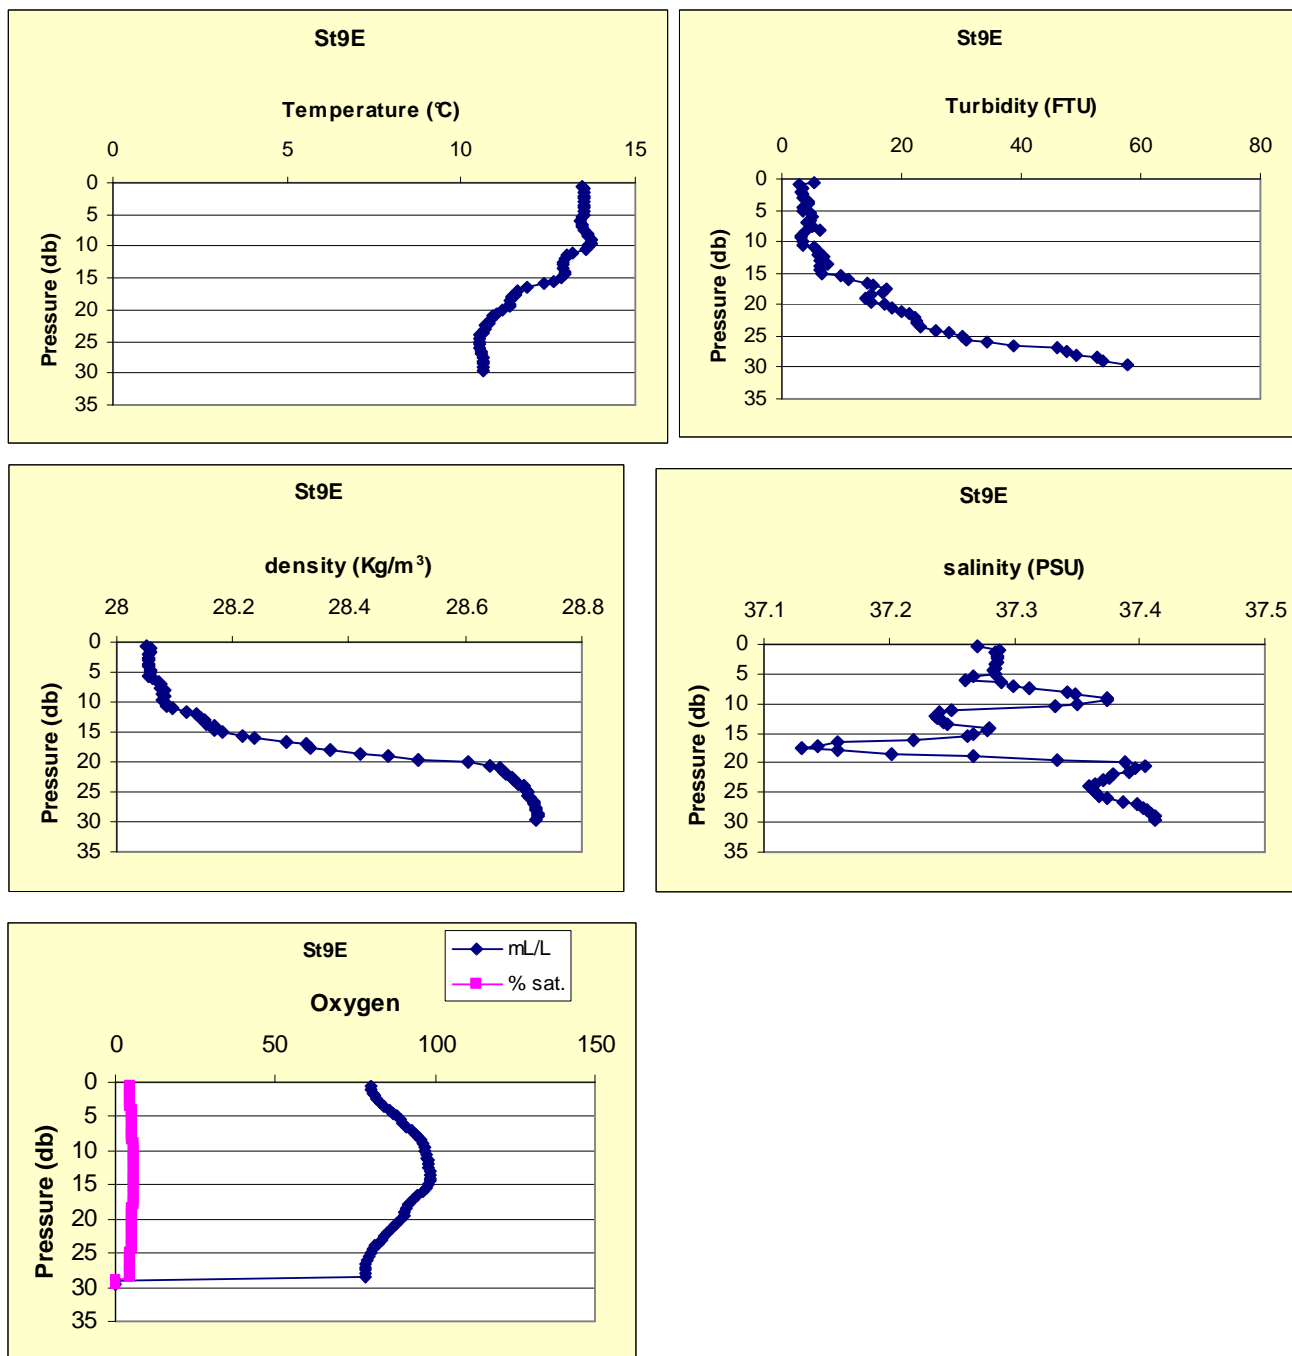 St9E
Temperature (°C)
0 5 10 15
0
5
10
15
20
25
30
35
Pressure (db)
St9E
Turbidity (FTU)
0 20 40 60 80
0
5
10
15
20
25
30
35
Pressure (db)
St9E
density (Kg/m³)
28 28.2 28.4 28.6 28.8
0
5
10
15
20
25
30
35
Pressure (db)
St9E
salinity (PSU)
37.1 37.2 37.3 37.4 37.5
0
5
10
15
20
25
30
35
Pressure (db)
St9E
mL/L
% sat.
Oxygen
0 50 100 150
0
5
10
15
20
25
30
35
Pressure (db)